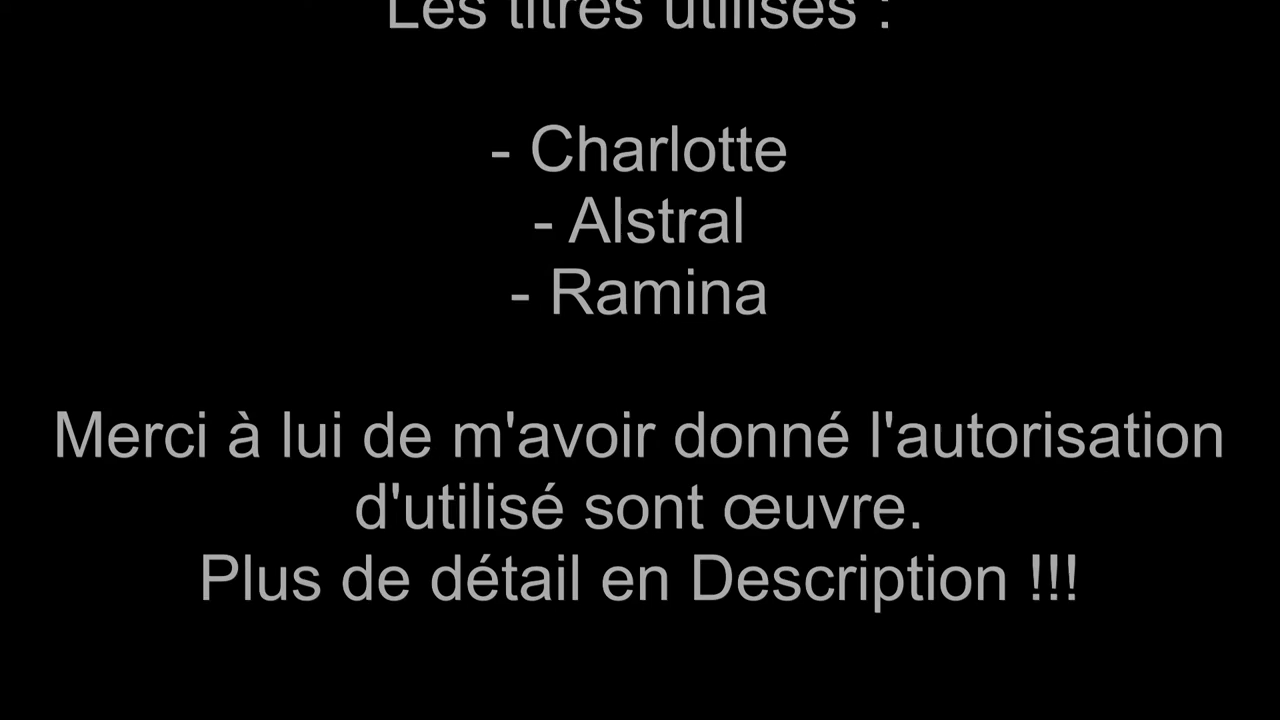 Les titres utilisés :
- Charlotte
- Alstral
- Ramina
Merci à lui de m'avoir donné l'autorisation
d'utilisé sont œuvre.
Plus de détail en Description !!!